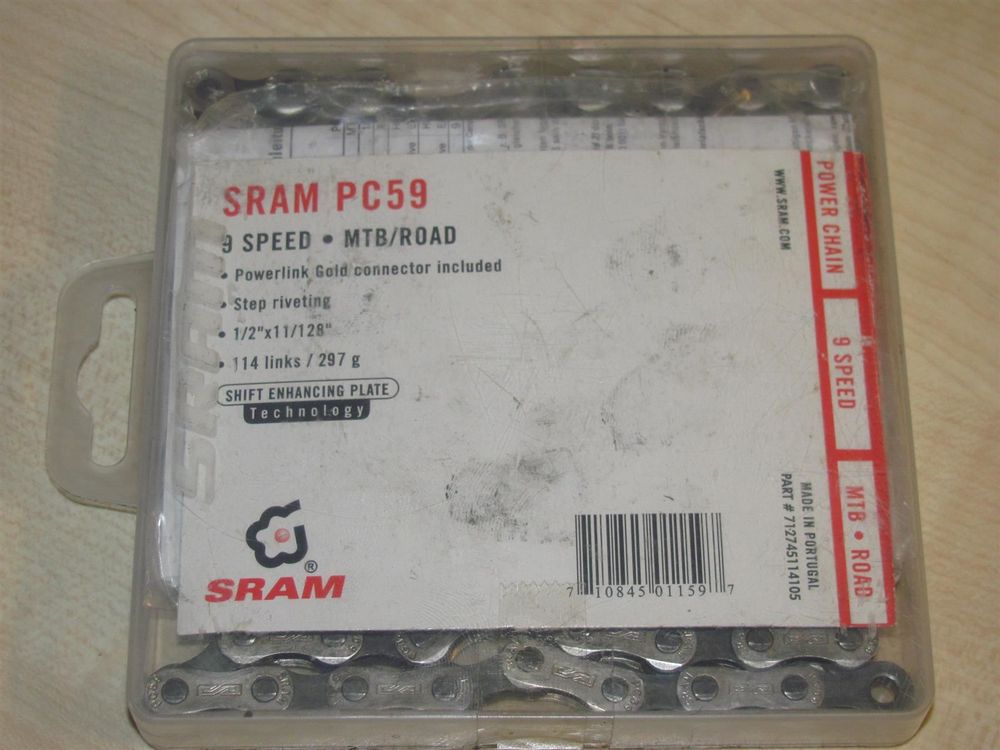 SRAM PC59
9 SPEED • MTB/ROAD
• Powerlink Gold connector included
• Step riveting
• 1/2"x11/128"
• 114 links / 297 g
SHIFT ENHANCING PLATE
Technology
SRAM
SRAM®
WWW.SRAM.COM
POWER CHAIN
9 SPEED
MTB • ROAD
MADE IN PORTUGAL
PART # 712745114105
7 10845 01159 7